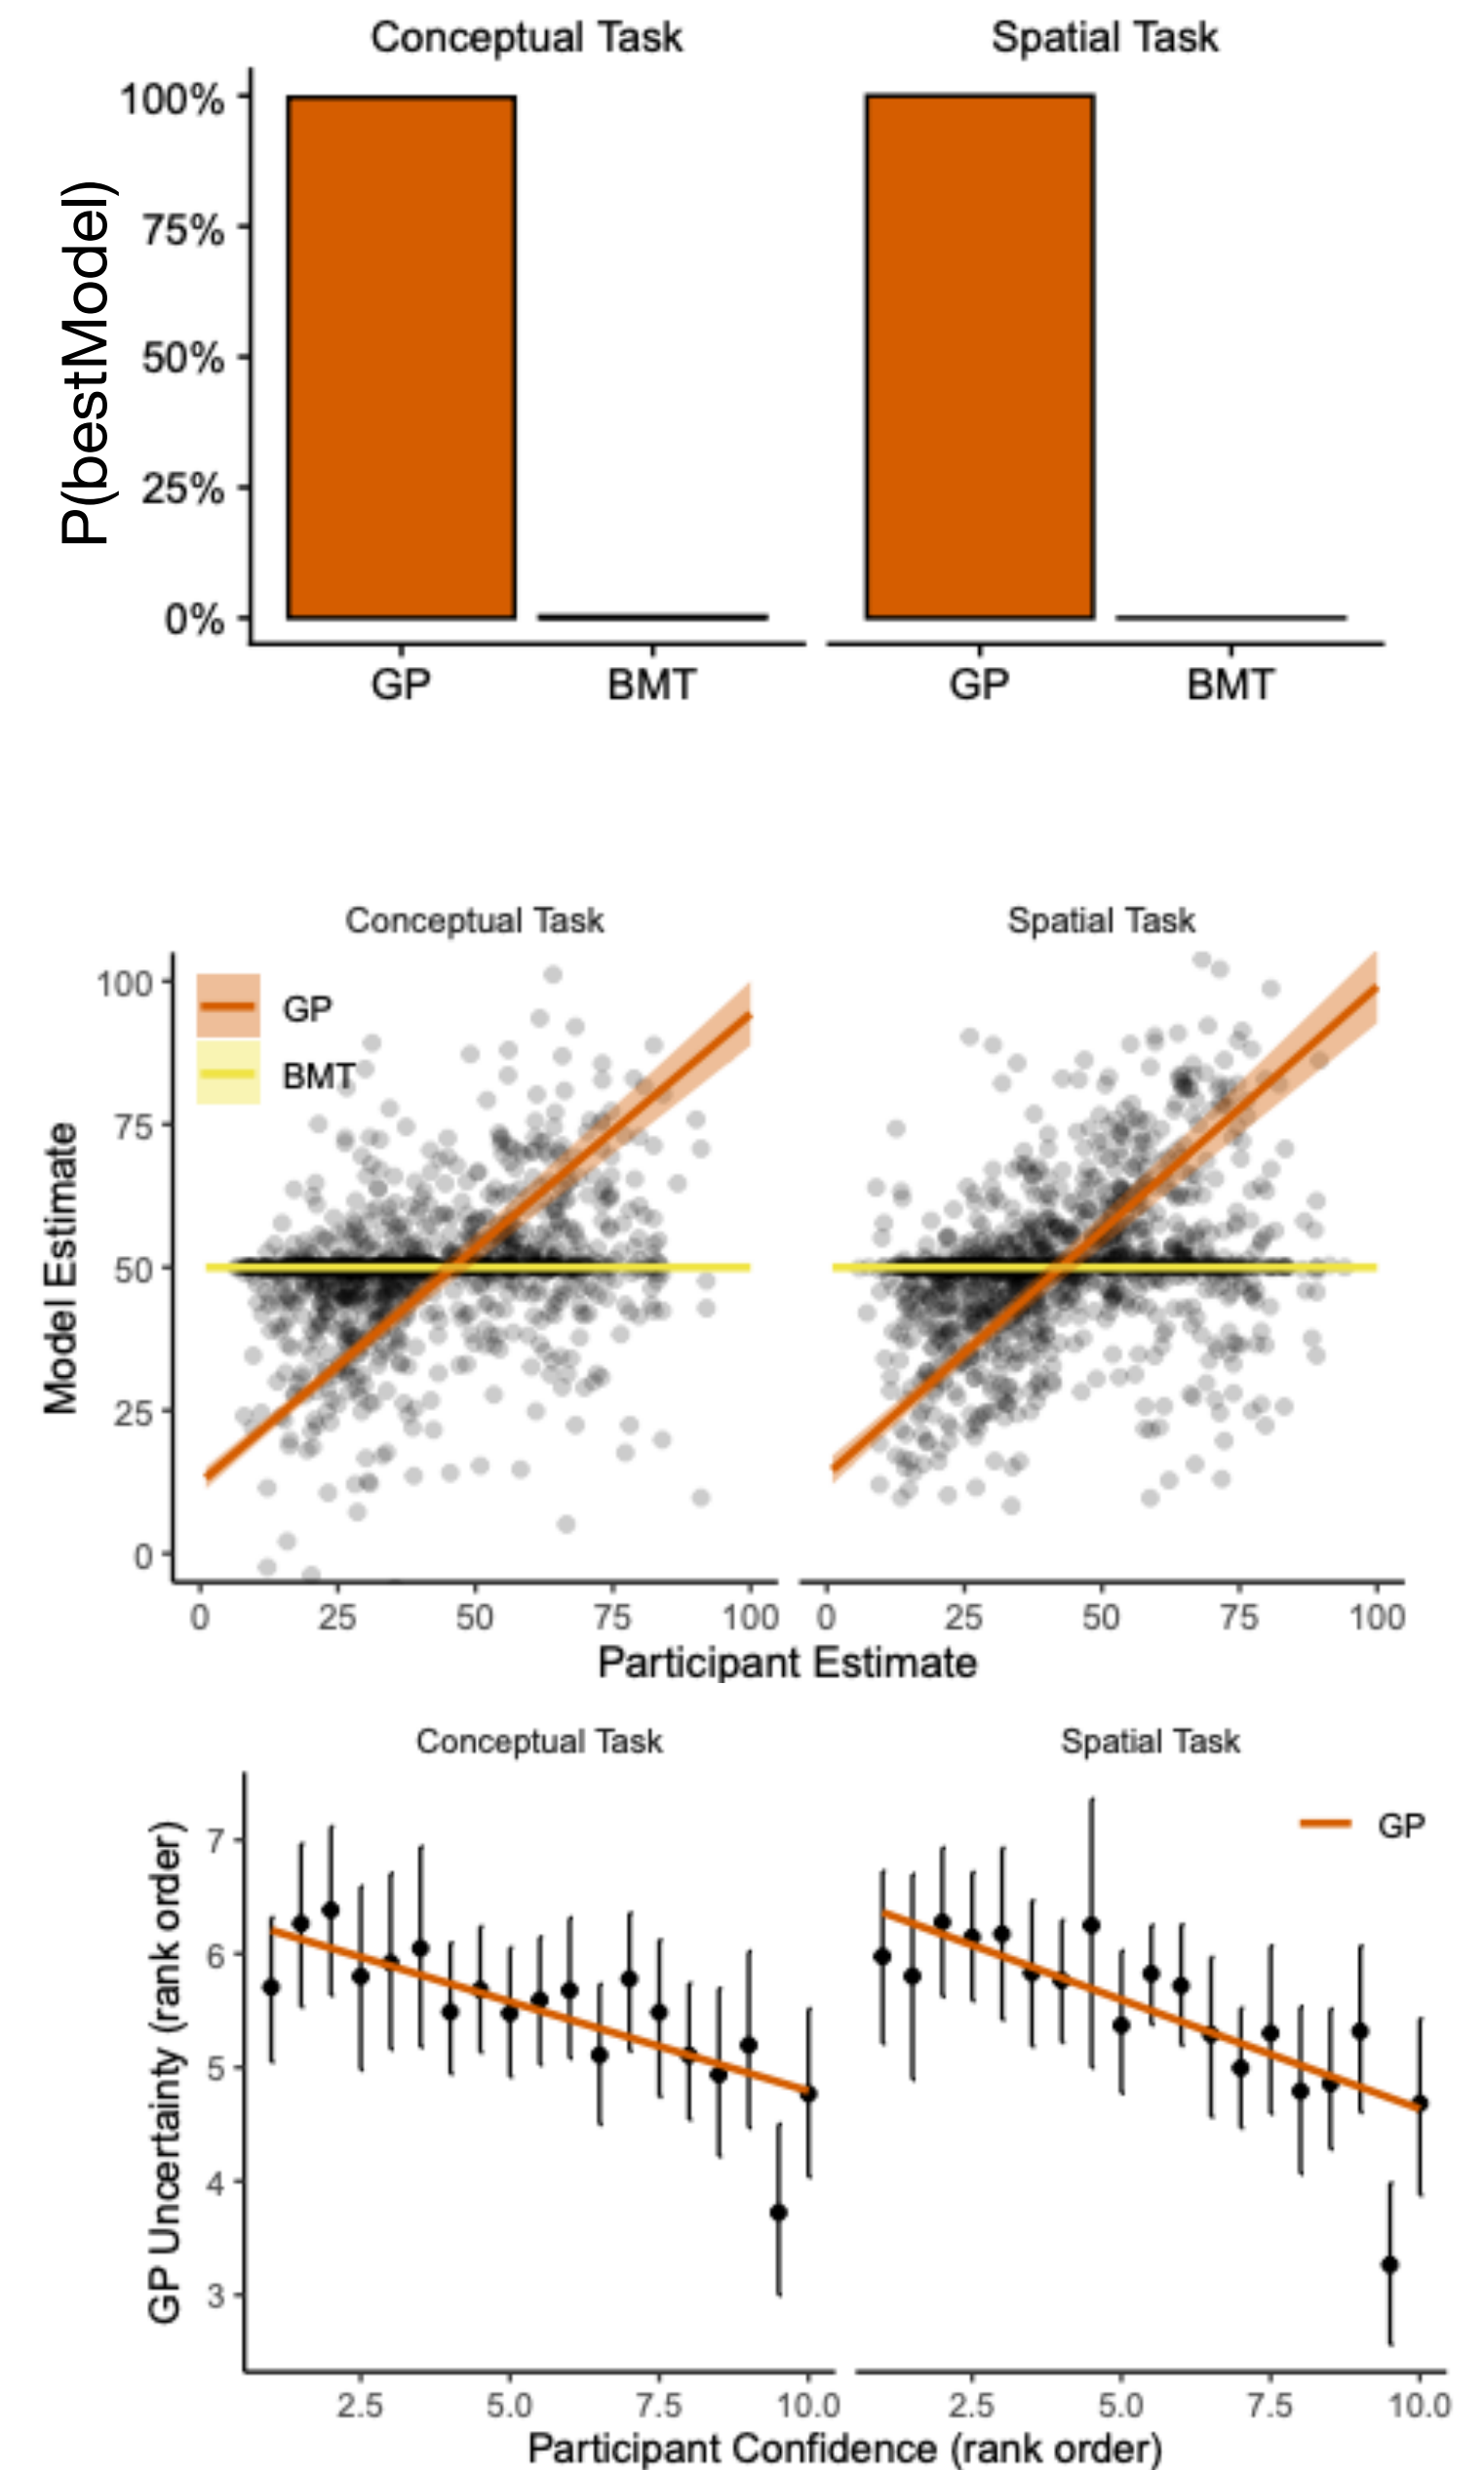 Conceptual Task Spatial Task
P(bestModel)
100%
75%
50%
25%
0%
GP BMT GP BMT
Conceptual Task Spatial Task
Model Estimate
100
75
50
25
0
GP
BMT
0 25 50 75 100 0 25 50 75 100
Participant Estimate
Conceptual Task Spatial Task
GP Uncertainty (rank order)
7
6
5
4
3
GP
2.5 5.0 7.5 10.0 2.5 5.0 7.5 10.0
Participant Confidence (rank order)